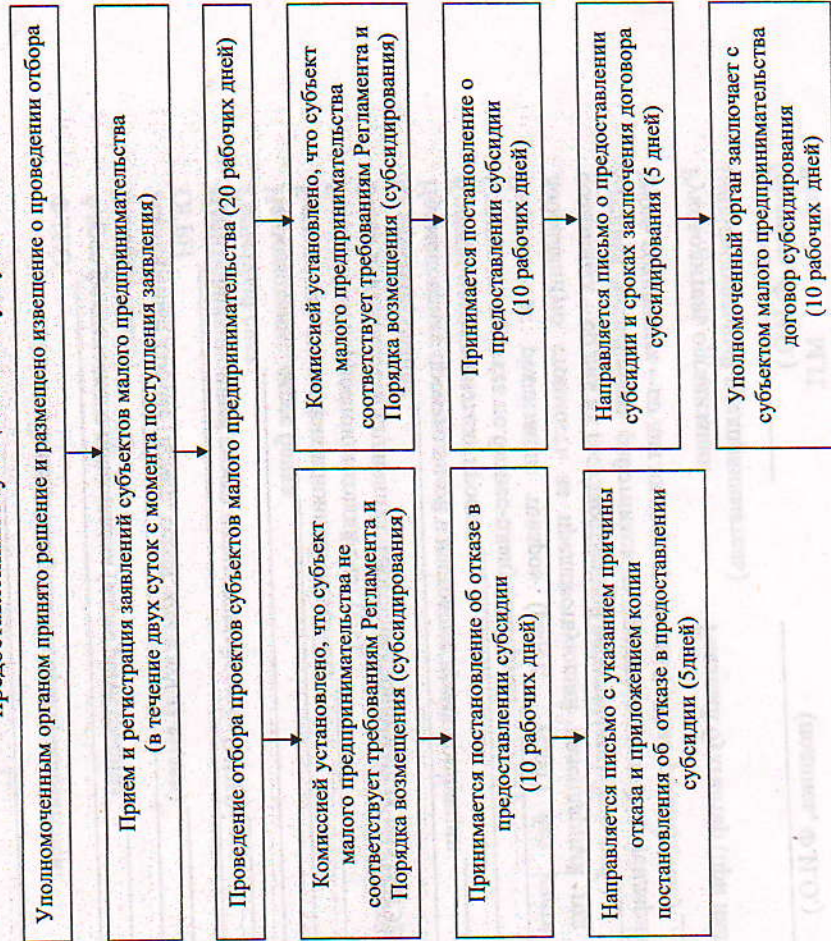 Уполномоченным органом принято решение и размещено извещение о проведении отбора
Прием и регистрация заявлений субъектов малого предпринимательства
(в течение двух суток с момента поступления заявления)
Проведение отбора проектов субъектов малого предпринимательства (20 рабочих дней)
Комиссией установлено, что субъект
малого предпринимательства не
соответствует требованиям Регламента и
Порядка возмещения (субсидирования)
Принимается постановление об отказе в
предоставлении субсидии
(10 рабочих дней)
Направляется письмо с указанием причины
отказа и приложением копии
постановления об отказе в предоставлении
субсидии (5дней)
Комиссией установлено, что субъект
малого предпринимательства
соответствует требованиям Регламента и
Порядка возмещения (субсидирования)
Принимается постановление о
предоставлении субсидии
(10 рабочих дней)
Направляется письмо о предоставлении
субсидии и сроках заключения договора
субсидирования (5 дней)
Уполномоченный орган заключает с
субъектом малого предпринимательства
договор субсидирования
(10 рабочих дней)